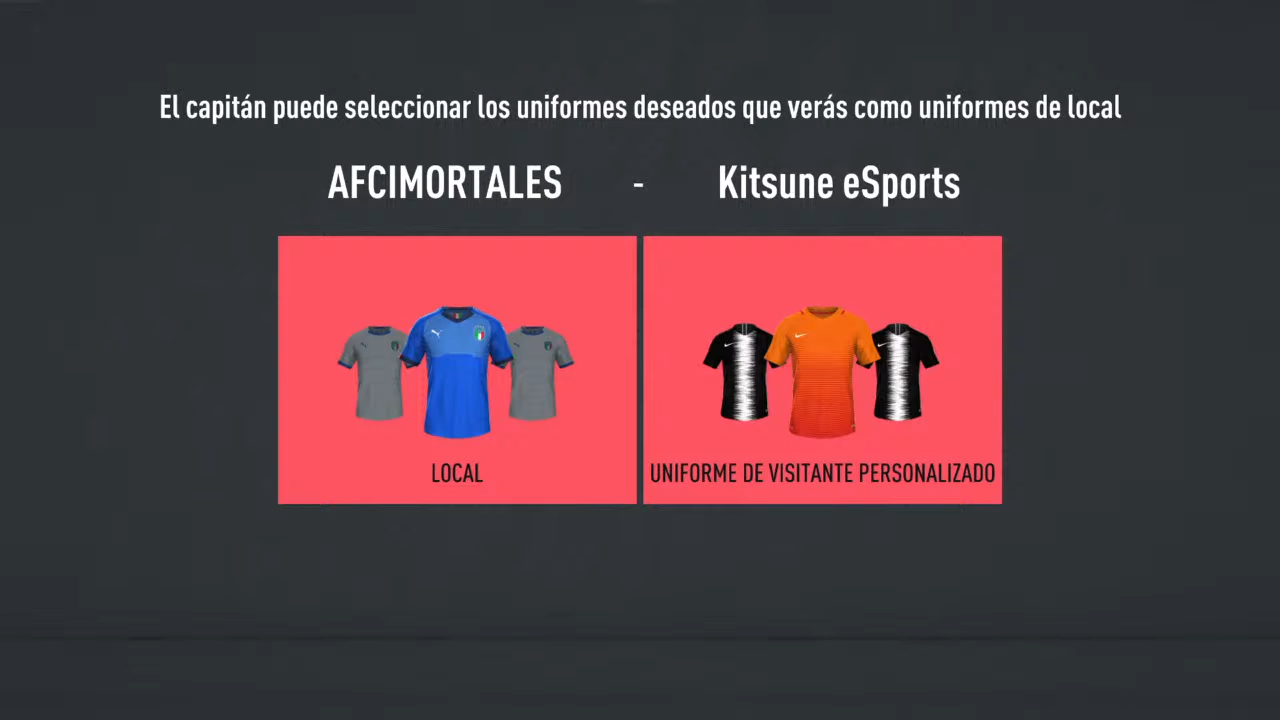 El capitán puede seleccionar los uniformes deseados que verás como uniformes de local
AFCIMORTALES - Kitsune eSports
LOCAL
UNIFORME DE VISITANTE PERSONALIZADO